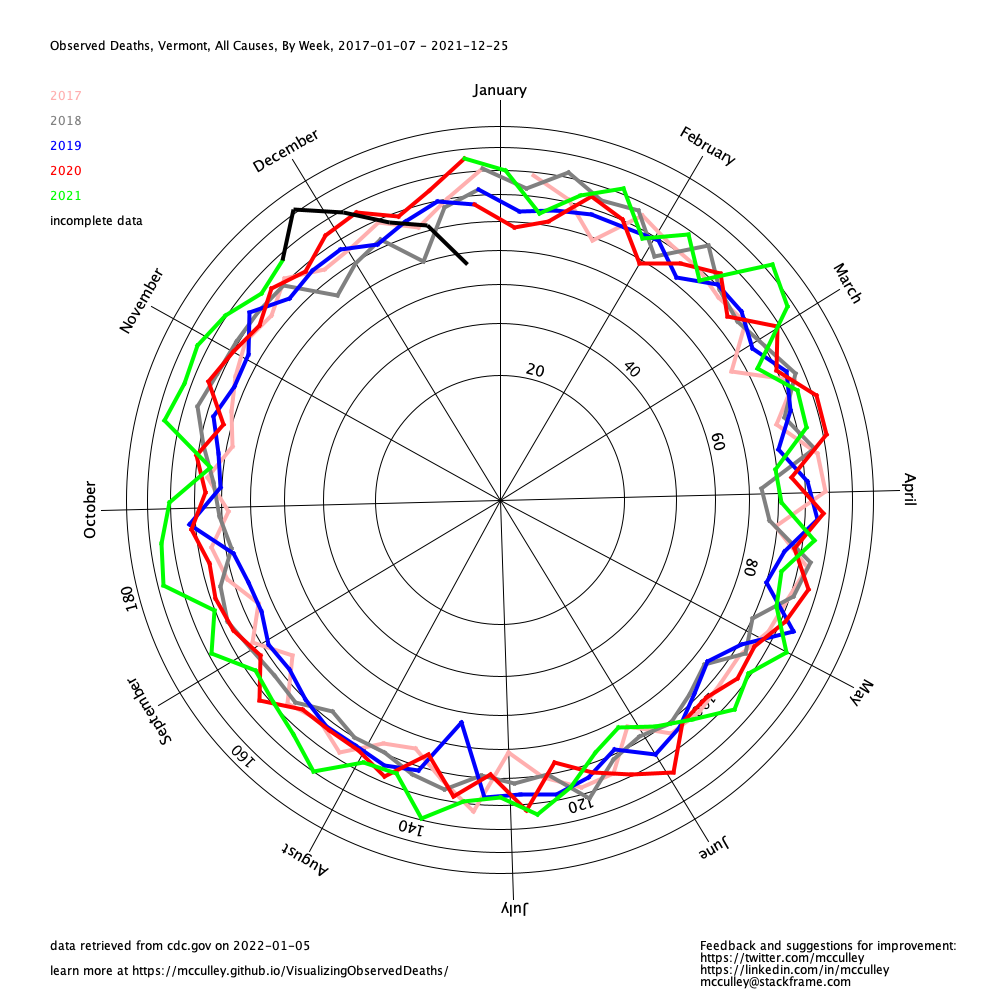 Observed Deaths, Vermont, All Causes, By Week, 2017-01-07 - 2021-12-25
January
2017
2018
2019
2020
2021
incomplete data
December
February
November
March
20
40
60
80
October
April
180
160
140
120
September
May
August
June
July
data retrieved from cdc.gov on 2022-01-05
learn more at https://mcculley.github.io/VisualizingObservedDeaths/
Feedback and suggestions for improvement:
https://twitter.com/mcculley
https://linkedin.com/in/mcculley
mcculley@stackframe.com